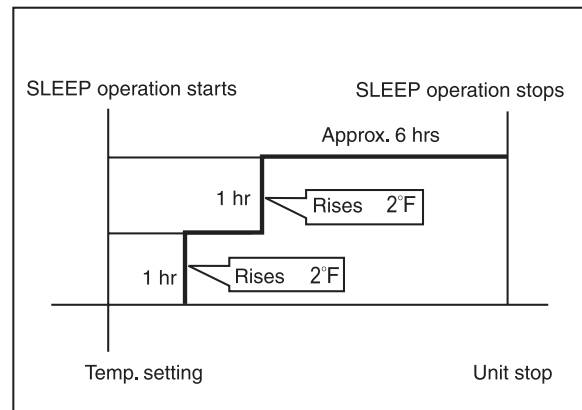 SLEEP operation starts
SLEEP operation stops
Approx. 6 hrs
1 hr
Rises 2°F
1 hr
Rises 2°F
Temp. setting
Unit stop